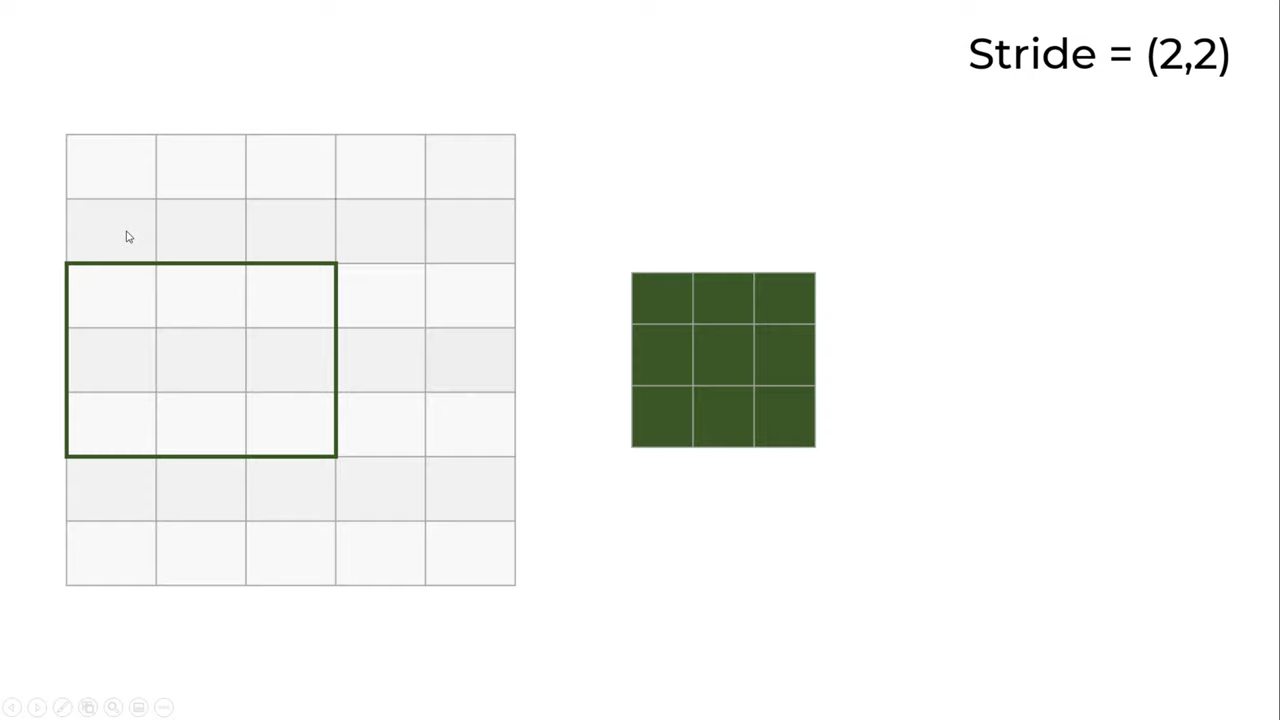 Stride = (2,2)